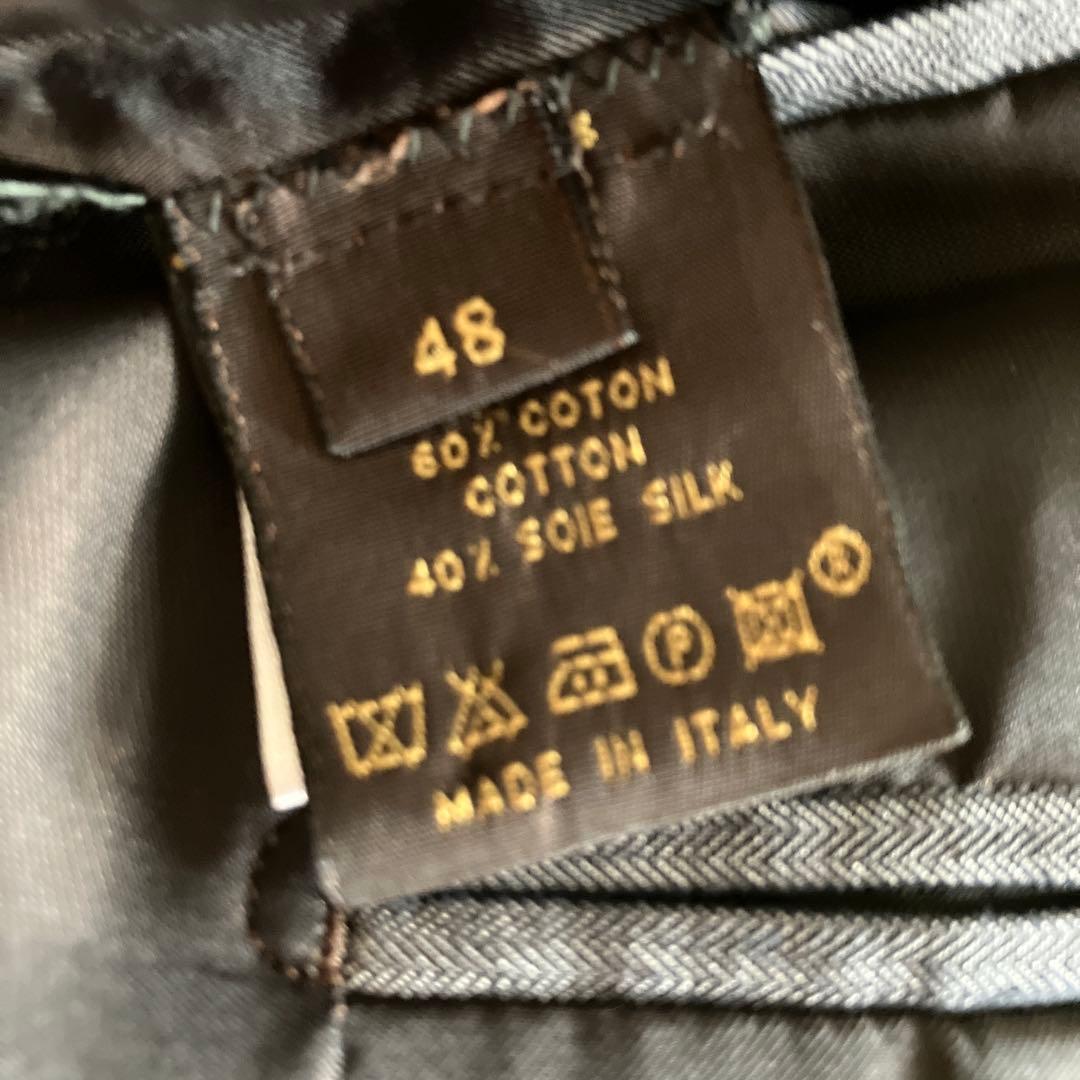 48
60% COTON
COTTON
40% SOIE SILK
®
P
MADE IN ITALY